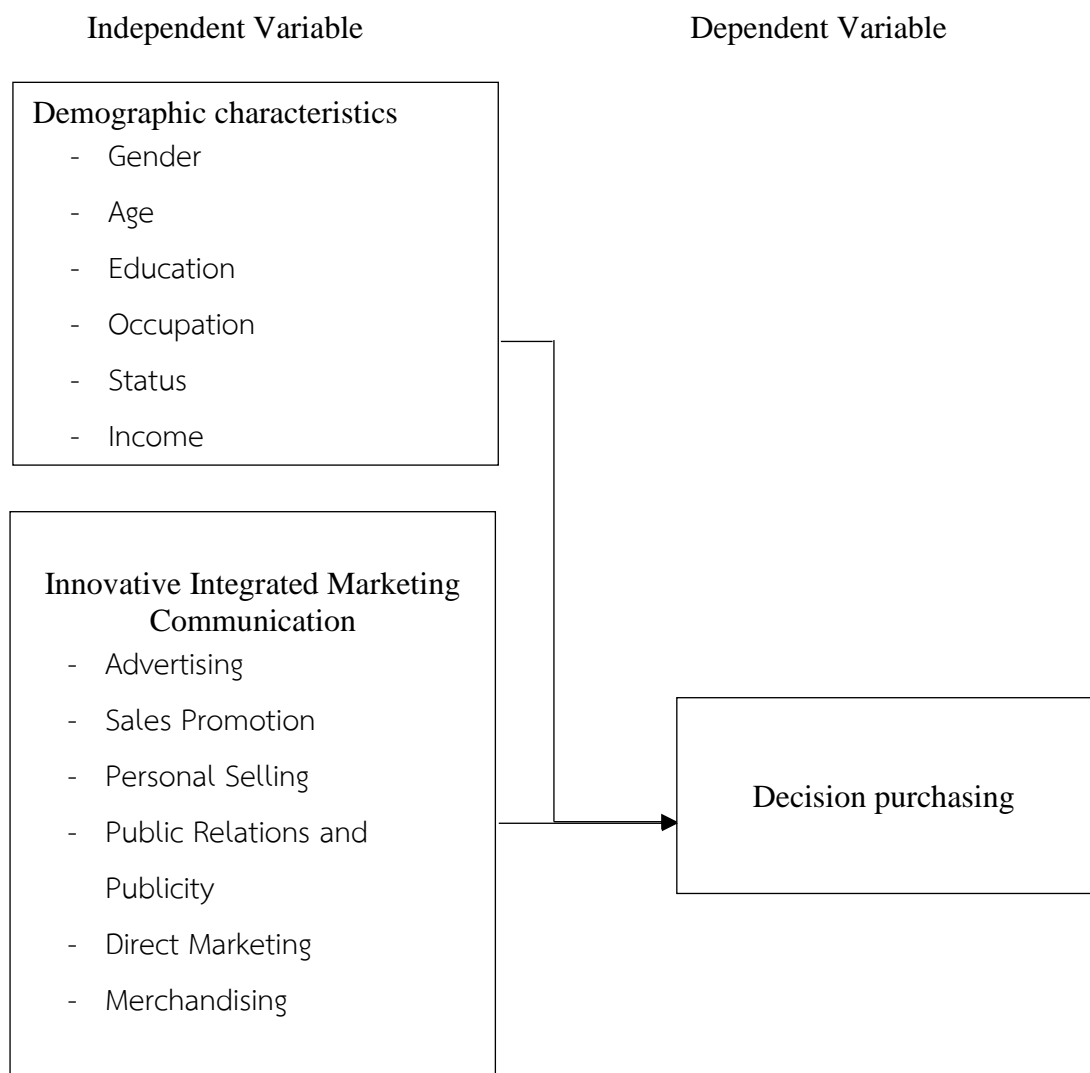 Independent Variable
Dependent Variable
Demographic characteristics
- Gender
- Age
- Education
- Occupation
- Status
- Income
Innovative Integrated Marketing
Communication
- Advertising
- Sales Promotion
- Personal Selling
- Public Relations and
Publicity
- Direct Marketing
- Merchandising
Decision purchasing